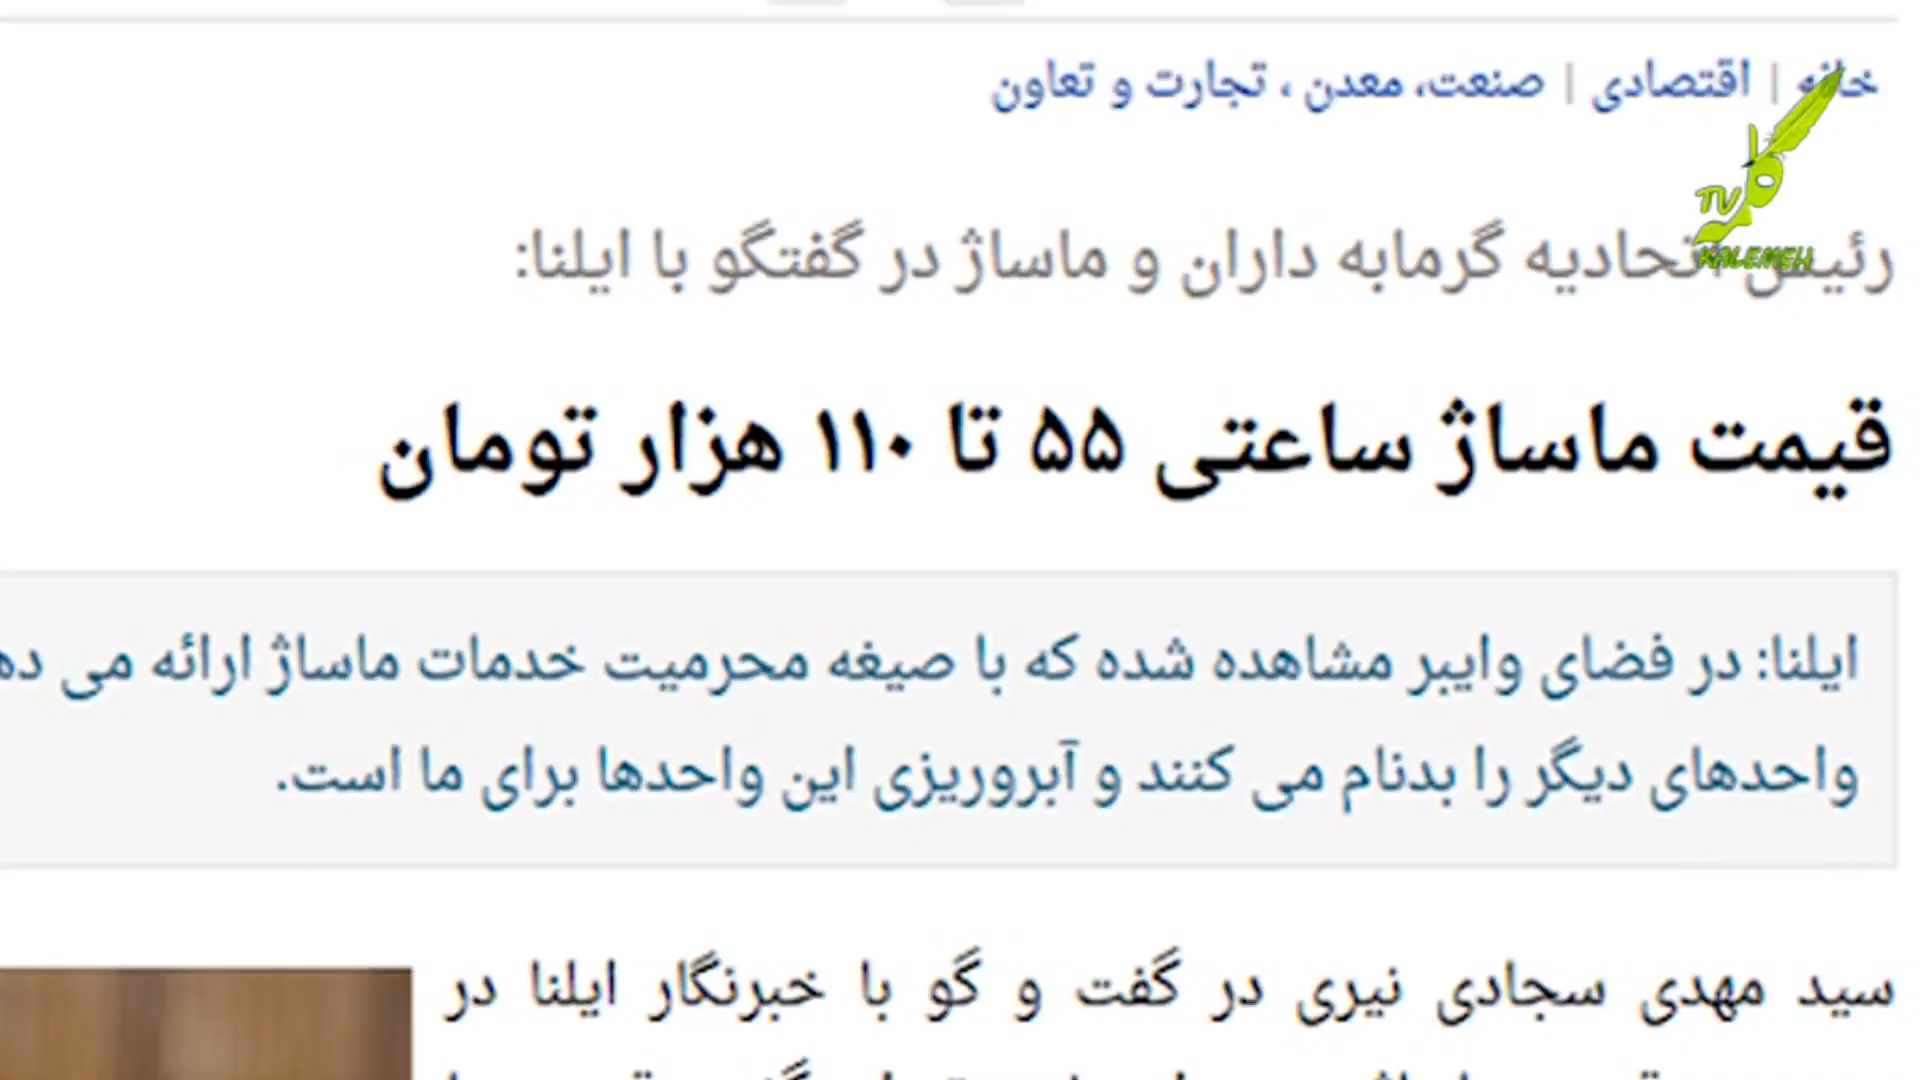 خانه | اقتصادی | صنعت، معدن ، تجارت و تعاون
TV
KALEMEH
رئیس اتحادیه گرمابه داران و ماساژ در گفتگو با ایلنا:
قیمت ماساژ ساعتی ۵۵ تا ۱۱۰ هزار تومان
ایلنا: در فضای وایبر مشاهده شده که با صیغه محرمیت خدمات ماساژ ارائه می ده
واحدهای دیگر را بدنام می کنند و آبروریزی این واحدها برای ما است.
سید مهدی سجادی نیری در گفت و گو با خبرنگار ایلنا در